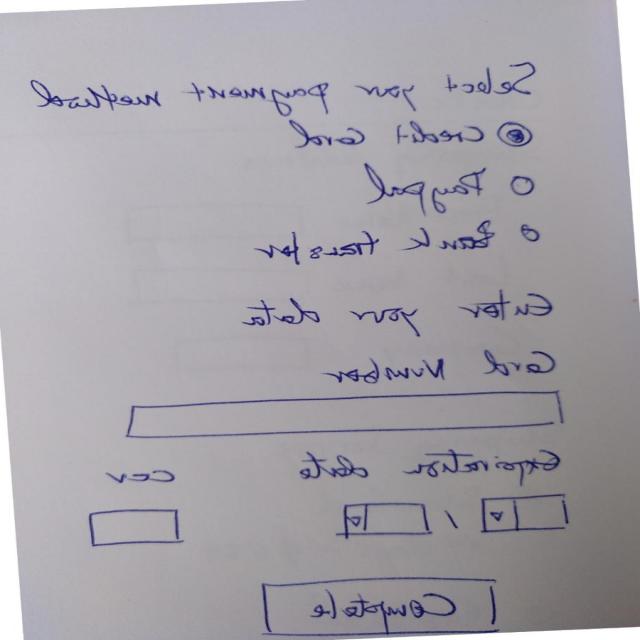 Select your payment method
Credit Card
Paypal
Bank transfer
Enter your data
Card Number
Expiration date CCV
/
Complete